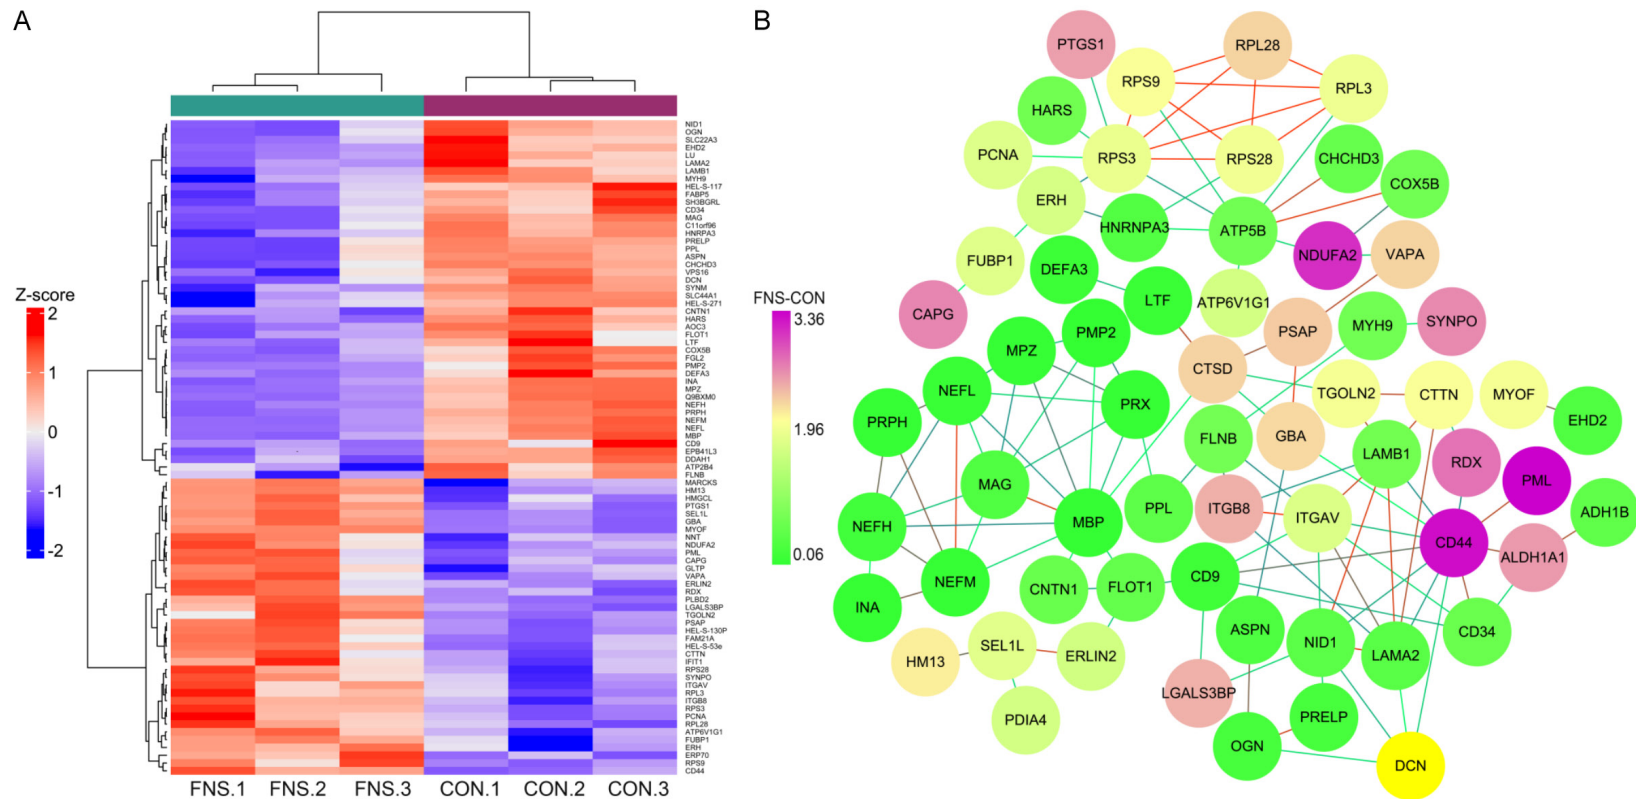 A
Z-score
2
1
0
-1
-2
NID1
OGN
SLC22A3
EHD2
LU
LAMA2
LAMB1
MYH9
HEL-S-117
FABP5
SH3BGRL
CD34
MAG
C11orf96
HNRPA3
PRELP
PPL
ASPN
CHCHD3
VPS16
DCN
SYNM
SLC44A1
HEL-S-271
CNTN1
HARS
AOC3
FLOT1
LTF
COX5B
FGL2
PMP2
DEFA3
INA
MPZ
Q9BXM0
NEFH
PRPH
NEFM
NEFL
MBP
CD9
EPB41L3
DDAH1
ATP2B4
FLNB
MARCKS
HM13
HMGCL
PTGS1
SEL1L
GBA
MYOF
NNT
NDUFA2
PML
CAPG
GLTP
VAPA
ERLIN2
RDX
PLBD2
LGALS3BP
TGOLN2
PSAP
HEL-S-130P
FAM21A
HEL-S-53e
CTTN
IFIT1
RPS28
SYNPO
ITGAV
RPL3
ITGB8
RPS3
PCNA
RPL28
ATP6V1G1
FUBP1
ERH
ERP70
RPS9
CD44
FNS.1 FNS.2 FNS.3 CON.1 CON.2 CON.3
B
FNS-CON
3.36
1.96
0.06
PTGS1
RPL28
RPS9
RPL3
HARS
PCNA
RPS3
RPS28
CHCHD3
COX5B
ERH
HNRNPA3
ATP5B
NDUFA2
VAPA
FUBP1
DEFA3
LTF
ATP6V1G1
CAPG
PMP2
PSAP
MYH9
SYNPO
MPZ
CTSD
NEFL
PRX
TGOLN2
CTTN
MYOF
EHD2
PRPH
FLNB
GBA
LAMB1
RDX
PML
MAG
PPL
ITGB8
ITGAV
ADH1B
NEFH
MBP
CD44
ALDH1A1
NEFM
CNTN1
FLOT1
CD9
INA
ASPN
NID1
LAMA2
CD34
HM13
SEL1L
ERLIN2
LGALS3BP
PDIA4
PRELP
OGN
DCN